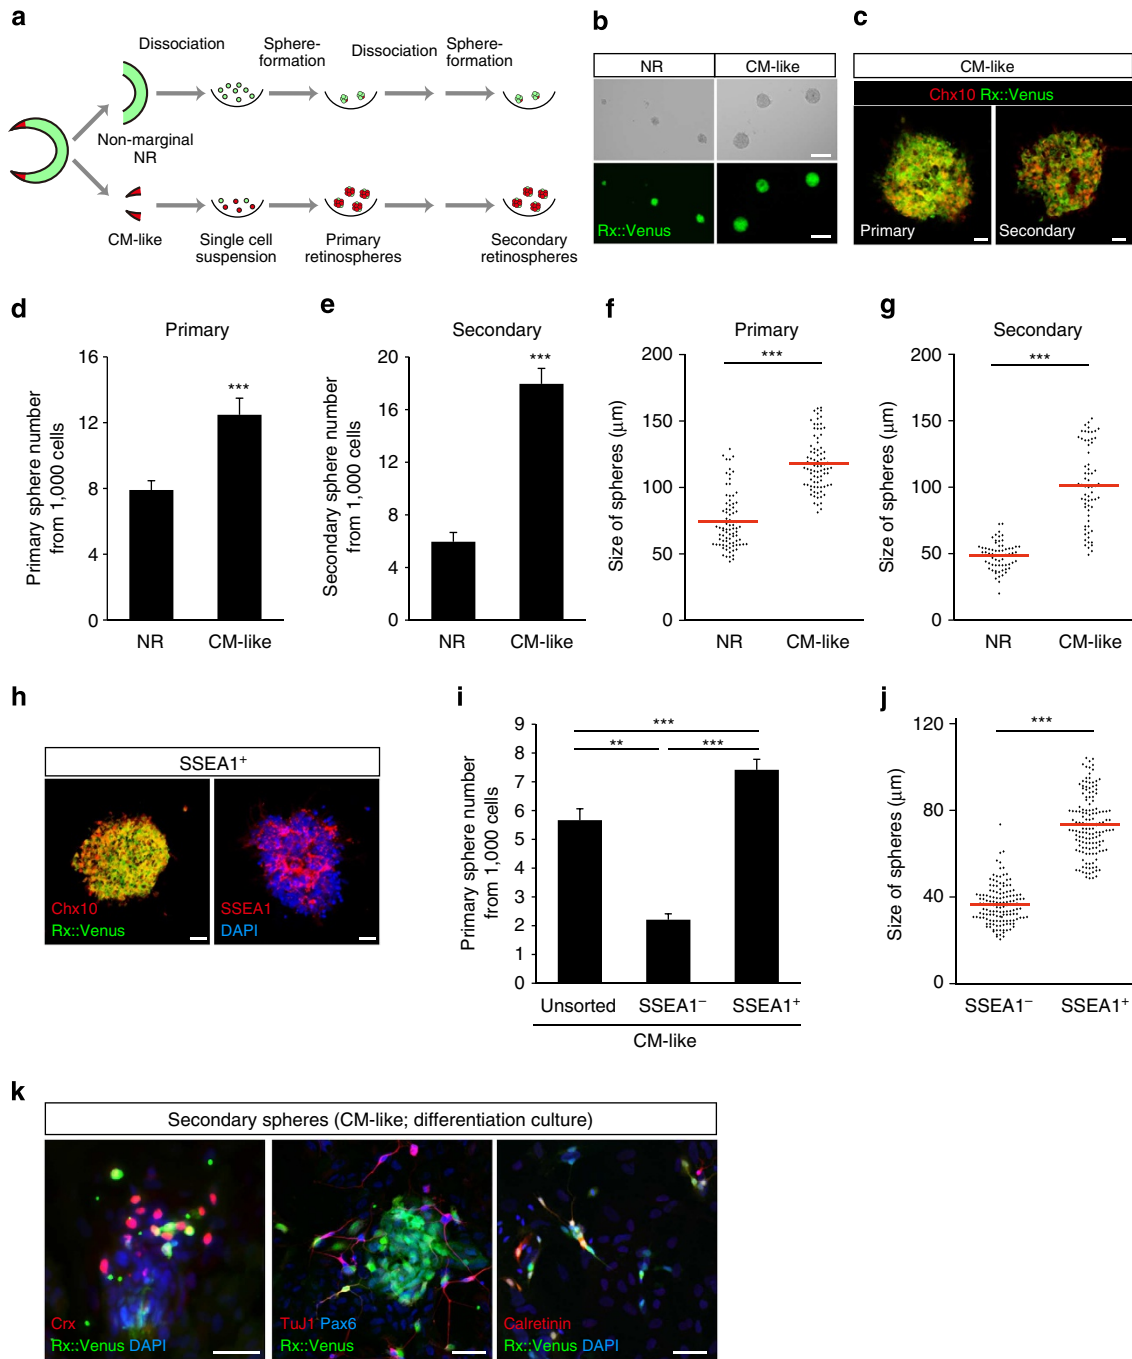 a
Dissociation
Sphere-
formation
Dissociation
Sphere-
formation
Non-marginal
NR
CM-like
Single cell
suspension
Primary
retinospheres
Secondary
retinospheres
b
NR
CM-like
Rx::Venus
c
CM-like
Chx10 Rx::Venus
Primary
Secondary
d
Primary
Primary sphere number
from 1,000 cells
16
12
8
4
0
***
NR
CM-like
e
Secondary
Secondary sphere number
from 1,000 cells
20
16
12
8
4
0
***
NR
CM-like
f
Primary
Size of spheres (μm)
200
150
100
50
0
***
NR
CM-like
g
Secondary
Size of spheres (μm)
200
150
100
50
0
***
NR
CM-like
h
SSEA1+
Chx10
Rx::Venus
SSEA1
DAPI
i
Primary sphere number
from 1,000 cells
9
8
7
6
5
4
3
2
1
0
***
**
***
Unsorted
SSEA1−
SSEA1+
CM-like
j
Size of spheres (μm)
120
80
40
0
***
SSEA1−
SSEA1+
k
Secondary spheres (CM-like; differentiation culture)
Crx
Rx::Venus DAPI
TuJ1 Pax6
Rx::Venus
Calretinin
Rx::Venus DAPI